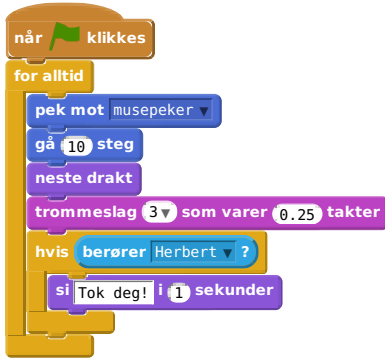 når klikkes
for alltid
pek mot musepeker
gå 10 steg
neste drakt
trommeslag 3 som varer 0.25 takter
hvis berører Herbert ?
si Tok deg! i 1 sekunder